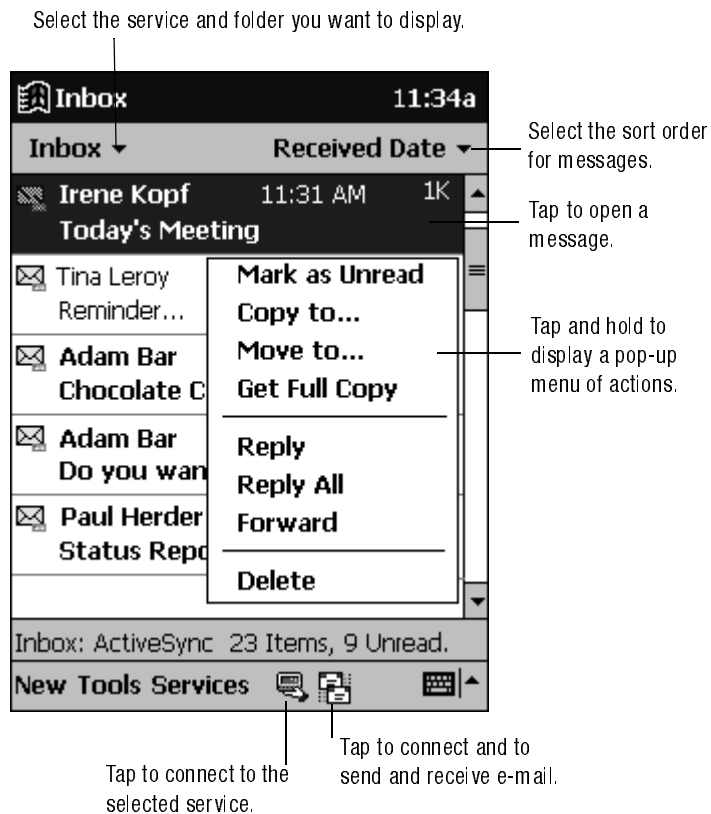 Select the service and folder you want to display.
Inbox 11:34a
Inbox Received Date
Select the sort order
for messages.
Irene Kopf 11:31 AM 1K
Today's Meeting
Tap to open a
message.
Tina Leroy
Reminder...
Adam Bar
Chocolate C
Adam Bar
Do you wan
Paul Herder
Status Repo
Mark as Unread
Copy to...
Move to...
Get Full Copy
Reply
Reply All
Forward
Delete
Tap and hold to
display a pop-up
menu of actions.
Inbox: ActiveSync 23 Items, 9 Unread.
New Tools Services
Tap to connect to the
selected service.
Tap to connect and to
send and receive e-mail.